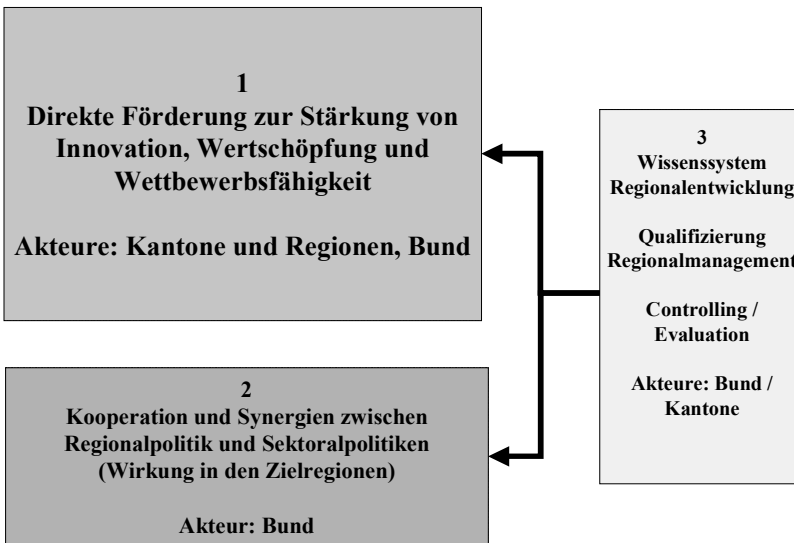 1
Direkte Förderung zur Stärkung von
Innovation, Wertschöpfung und
Wettbewerbsfähigkeit
Akteure: Kantone und Regionen, Bund
2
Kooperation und Synergien zwischen
Regionalpolitik und Sektoralpolitiken
(Wirkung in den Zielregionen)
Akteur: Bund
3
Wissenssystem
Regionalentwicklung
Qualifizierung
Regionalmanagement
Controlling /
Evaluation
Akteure: Bund /
Kantone